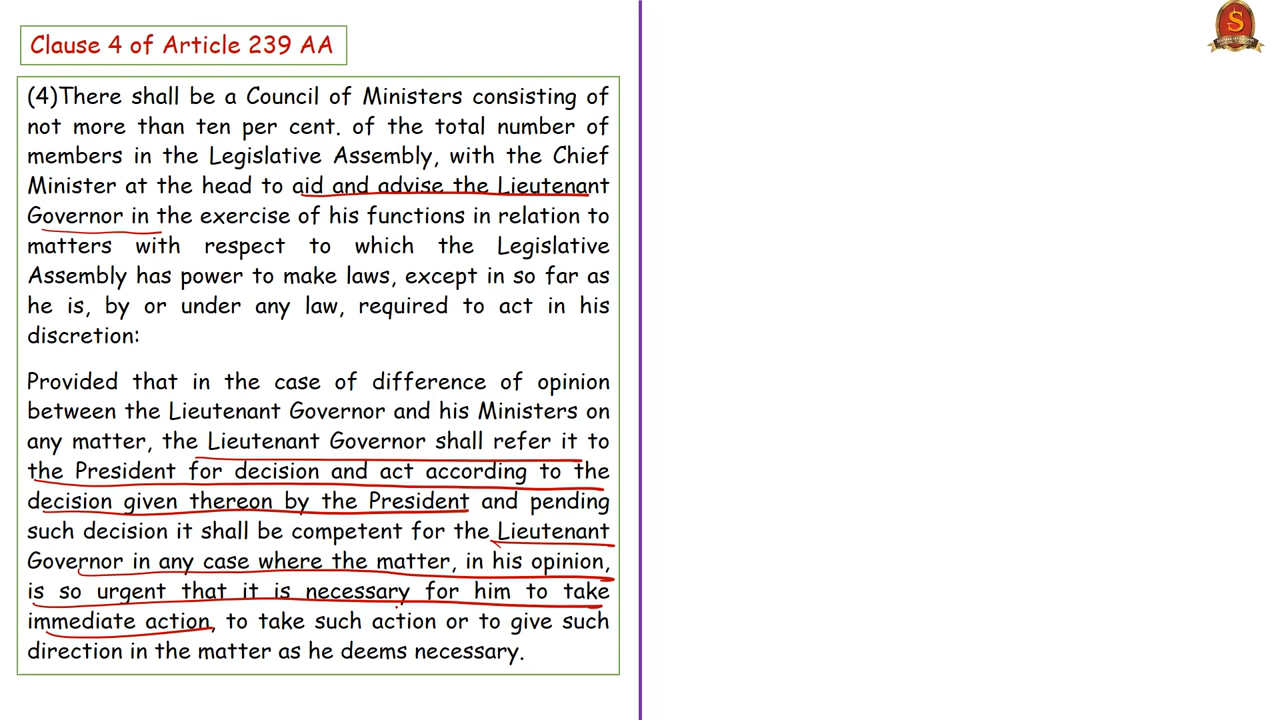 Clause 4 of Article 239 AA
(4)There shall be a Council of Ministers consisting of
not more than ten per cent. of the total number of
members in the Legislative Assembly, with the Chief
Minister at the head to aid and advise the Lieutenant
Governor in the exercise of his functions in relation to
matters with respect to which the Legislative
Assembly has power to make laws, except in so far as
he is, by or under any law, required to act in his
discretion:
Provided that in the case of difference of opinion
between the Lieutenant Governor and his Ministers on
any matter, the Lieutenant Governor shall refer it to
the President for decision and act according to the
decision given thereon by the President and pending
such decision it shall be competent for the Lieutenant
Governor in any case where the matter, in his opinion,
is so urgent that it is necessary for him to take
immediate action, to take such action or to give such
direction in the matter as he deems necessary.
S